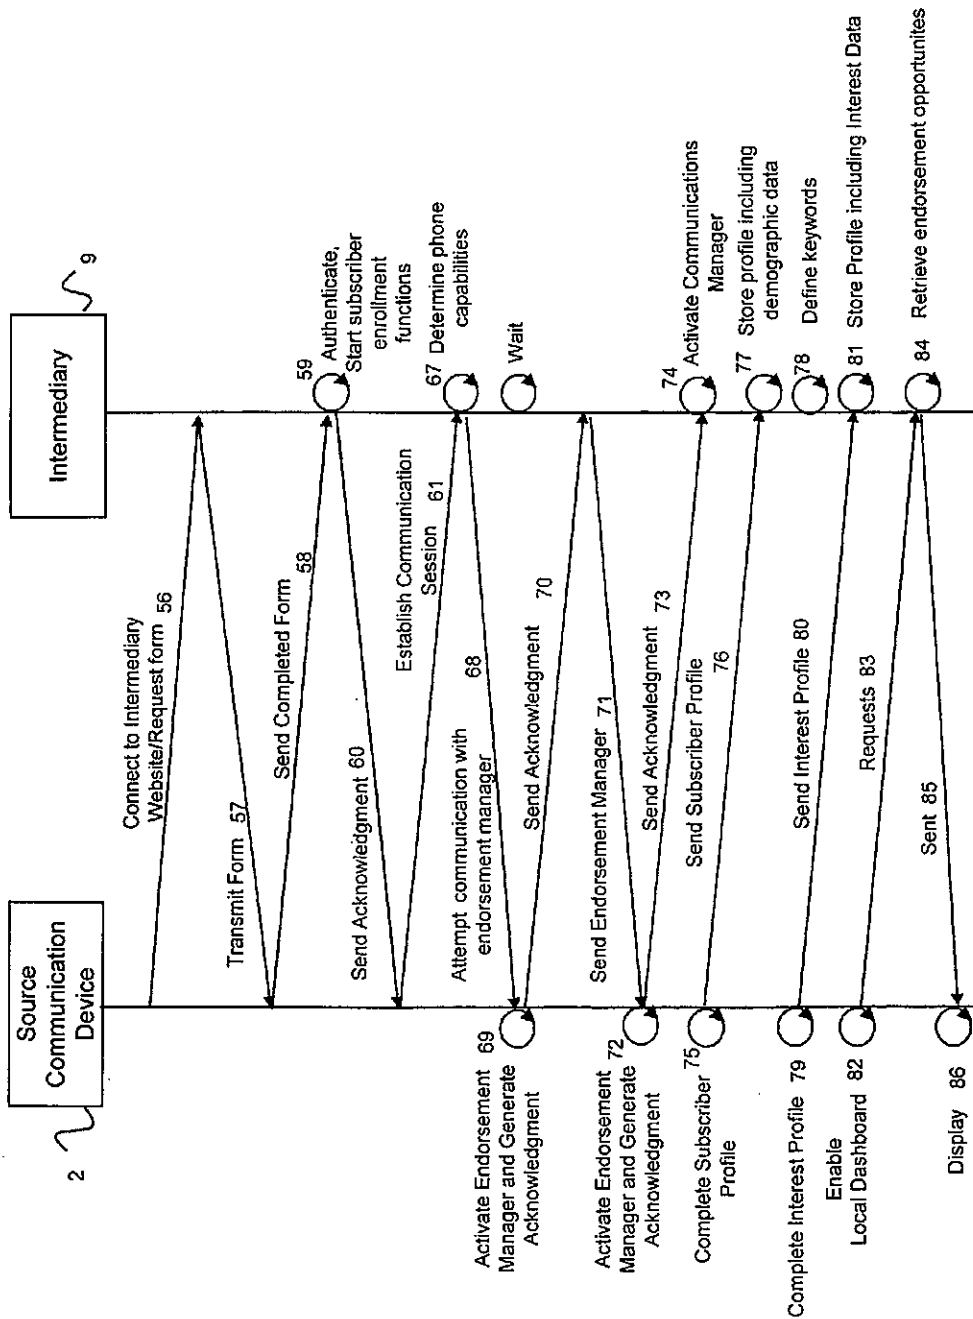 Source
Communication
Device
2
Intermediary
9
Connect to Intermediary
Website/Request form 56
Transmit Form 57
Send Completed Form
58
59
Authenticate,
Start subscriber
enrollment
functions
Send Acknowledgment 60
Establish Communication
Session 61
67
Determine phone
capabilities
Attempt communication with
endorsement manager
68
Wait
69
Activate Endorsement
Manager and Generate
Acknowledgment
Send Acknowledgment
70
Send Endorsement Manager 71
72
Activate Endorsement
Manager and Generate
Acknowledgment
Send Acknowledgment 73
74
Activate Communications
Manager
75
Complete Subscriber
Profile
Send Subscriber Profile
76
77
Store profile including
demographic data
78
Define keywords
Complete Interest Profile 79
Send Interest Profile 80
81 Store Profile including Interest Data
Enable
Local Dashboard 82
Requests 83
84 Retrieve endorsement opportunites
Sent 85
Display 86